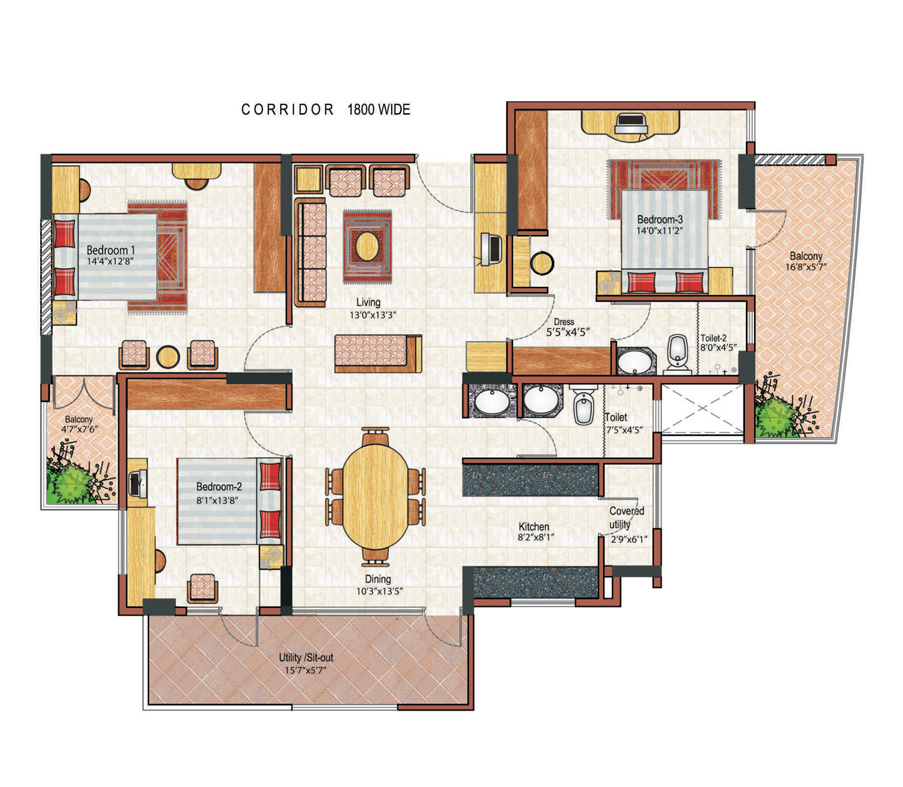 CORRIDOR 1800 WIDE
Bedroom-3
14'0"x11'2"
Bedroom 1
14'4"x12'8"
Balcony
16'8"x5'7"
Living
13'0"x13'3"
Dress
5'5"x4'5"
Toilet-2
8'0"x4'5"
Balcony
4'7"x7'6"
Toilet
7'5"x4'5"
Bedroom-2
8'1"x13'8"
Covered
utility
2'9"x6'1"
Kitchen
8'2"x8'1"
Dining
10'3"x13'5"
Utility /Sit-out
15'7"x5'7"